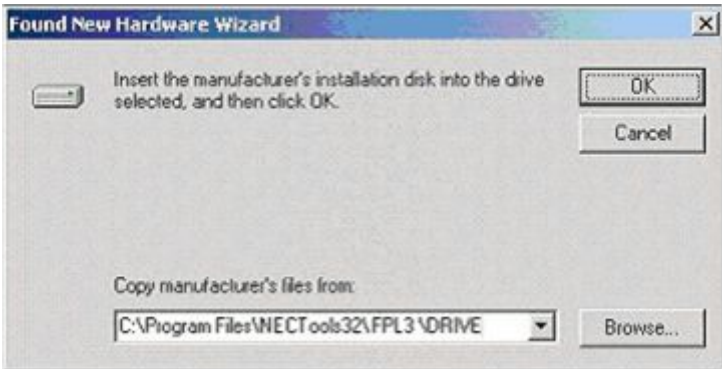 Found New Hardware Wizard
Insert the manufacturer's installation disk into the drive
selected, and then click OK.
OK
Cancel
Copy manufacturer's files from:
C:\Program Files\NECTools32\FPL3\DRIVE
Browse...